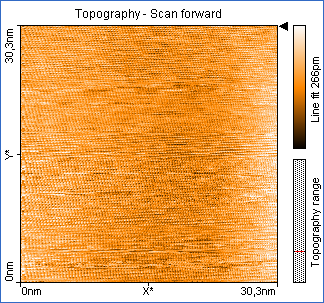 Topography - Scan forward
30,3nm
Y*
0nm
0nm
X*
30,3nm
Line fit 266pm
Topography range